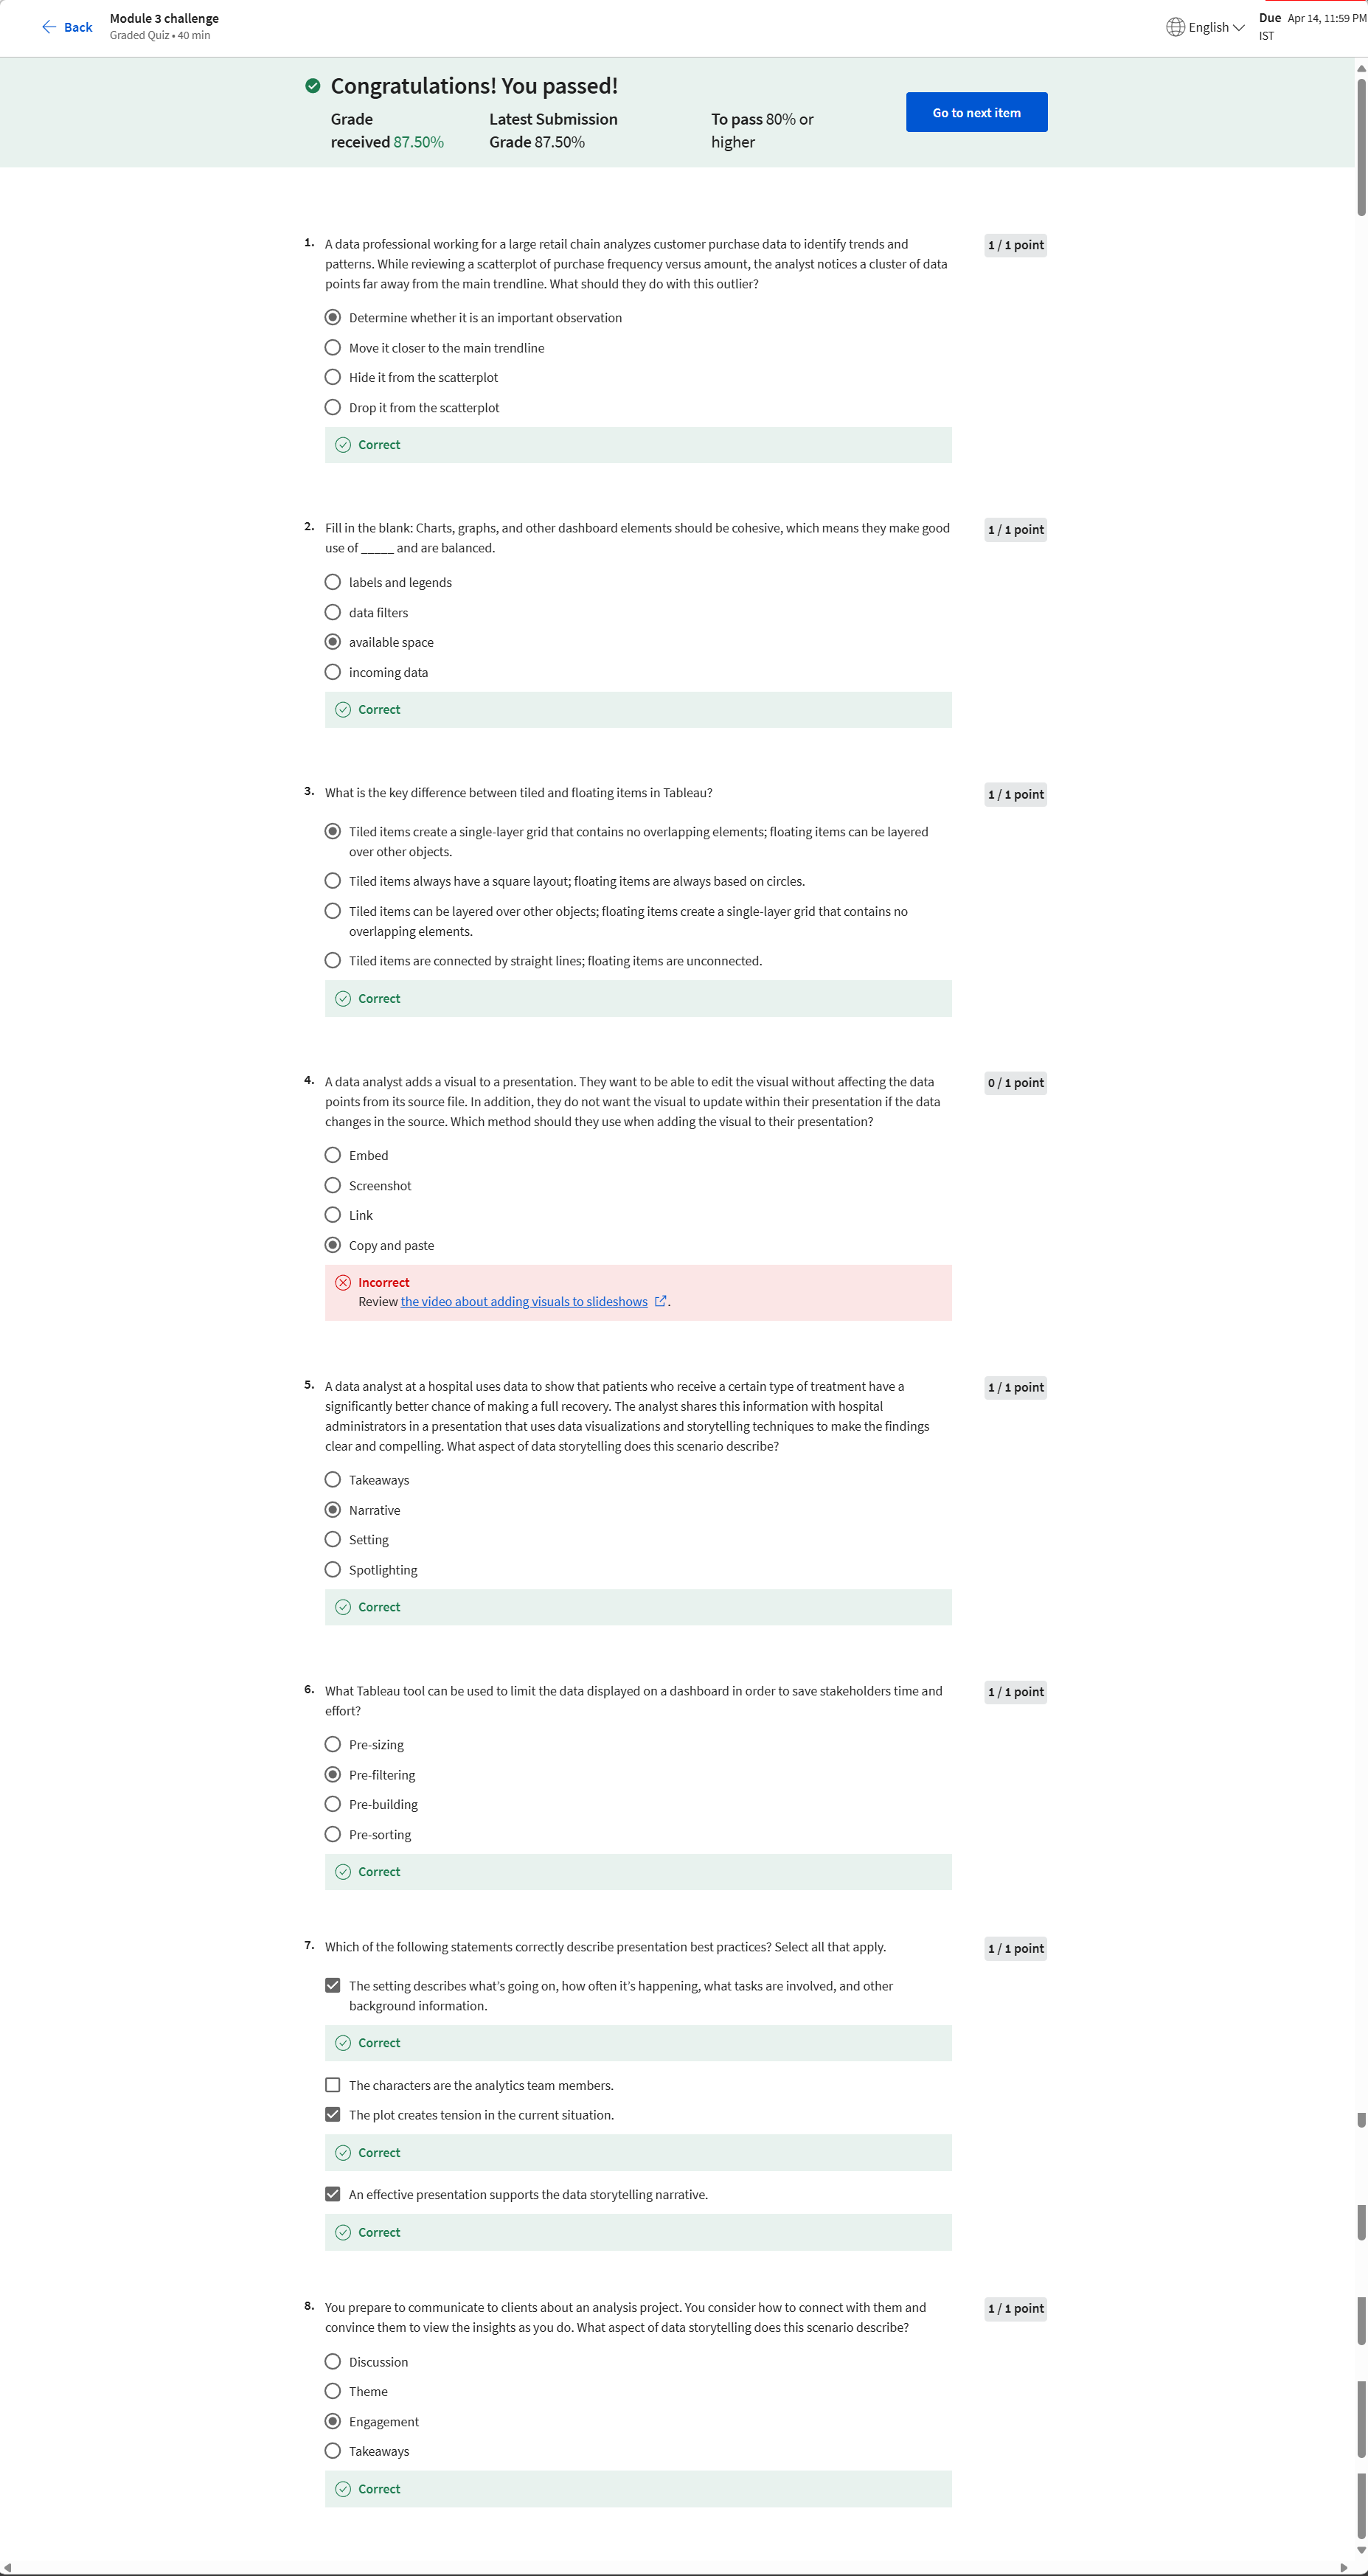 Back
Module 3 challenge
Graded Quiz • 40 min
English
Due Apr 14, 11:59 PM
IST
Congratulations! You passed!
Grade
received 87.50%
Latest Submission
Grade 87.50%
To pass 80% or
higher
Go to next item
1. A data professional working for a large retail chain analyzes customer purchase data to identify trends and
patterns. While reviewing a scatterplot of purchase frequency versus amount, the analyst notices a cluster of data
points far away from the main trendline. What should they do with this outlier?
1 / 1 point
Determine whether it is an important observation
Move it closer to the main trendline
Hide it from the scatterplot
Drop it from the scatterplot
Correct
2. Fill in the blank: Charts, graphs, and other dashboard elements should be cohesive, which means they make good
use of _____ and are balanced.
1 / 1 point
labels and legends
data filters
available space
incoming data
Correct
3. What is the key difference between tiled and floating items in Tableau?
1 / 1 point
Tiled items create a single-layer grid that contains no overlapping elements; floating items can be layered
over other objects.
Tiled items always have a square layout; floating items are always based on circles.
Tiled items can be layered over other objects; floating items create a single-layer grid that contains no
overlapping elements.
Tiled items are connected by straight lines; floating items are unconnected.
Correct
4. A data analyst adds a visual to a presentation. They want to be able to edit the visual without affecting the data
points from its source file. In addition, they do not want the visual to update within their presentation if the data
changes in the source. Which method should they use when adding the visual to their presentation?
0 / 1 point
Embed
Screenshot
Link
Copy and paste
Incorrect
Review the video about adding visuals to slideshows .
5. A data analyst at a hospital uses data to show that patients who receive a certain type of treatment have a
significantly better chance of making a full recovery. The analyst shares this information with hospital
administrators in a presentation that uses data visualizations and storytelling techniques to make the findings
clear and compelling. What aspect of data storytelling does this scenario describe?
1 / 1 point
Takeaways
Narrative
Setting
Spotlighting
Correct
6. What Tableau tool can be used to limit the data displayed on a dashboard in order to save stakeholders time and
effort?
1 / 1 point
Pre-sizing
Pre-filtering
Pre-building
Pre-sorting
Correct
7. Which of the following statements correctly describe presentation best practices? Select all that apply.
1 / 1 point
The setting describes what’s going on, how often it’s happening, what tasks are involved, and other
background information.
Correct
The characters are the analytics team members.
The plot creates tension in the current situation.
Correct
An effective presentation supports the data storytelling narrative.
Correct
8. You prepare to communicate to clients about an analysis project. You consider how to connect with them and
convince them to view the insights as you do. What aspect of data storytelling does this scenario describe?
1 / 1 point
Discussion
Theme
Engagement
Takeaways
Correct